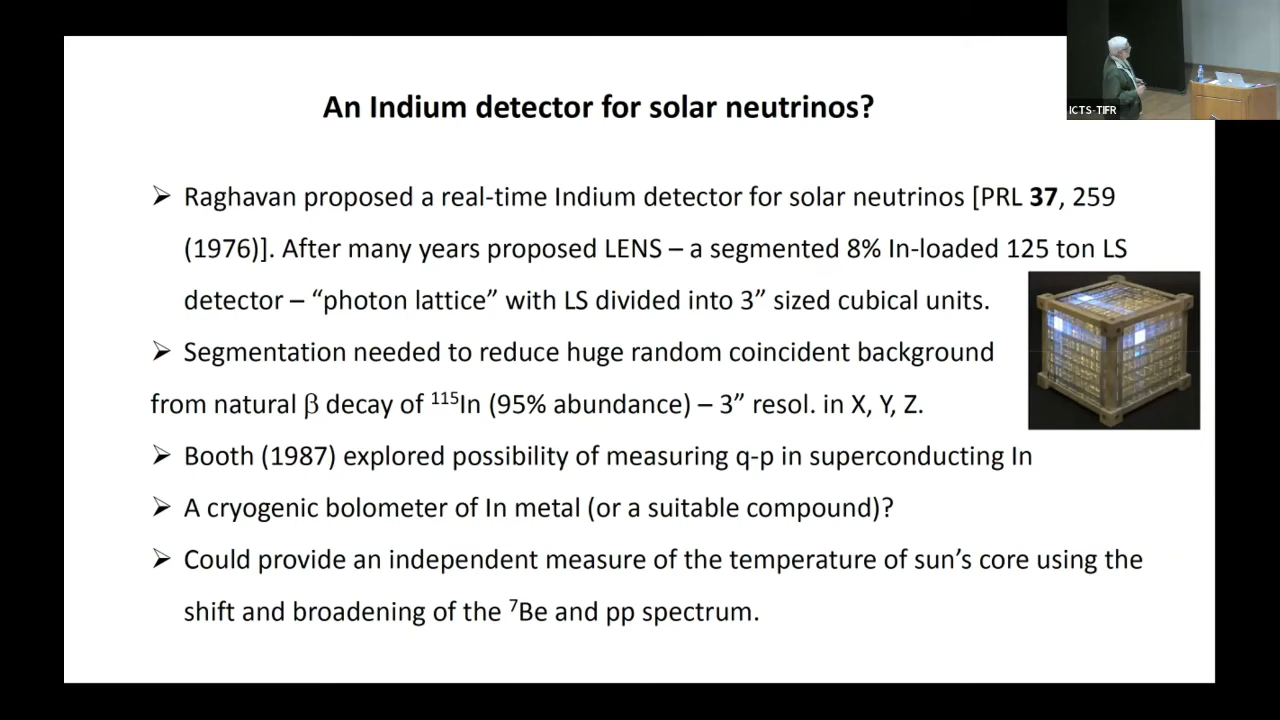 An Indium detector for solar neutrinos?
ICTS-TIFR
➢ Raghavan proposed a real-time Indium detector for solar neutrinos [PRL 37, 259
(1976)]. After many years proposed LENS – a segmented 8% In-loaded 125 ton LS
detector – “photon lattice” with LS divided into 3” sized cubical units.
➢ Segmentation needed to reduce huge random coincident background
from natural β decay of ¹¹⁵In (95% abundance) – 3” resol. in X, Y, Z.
➢ Booth (1987) explored possibility of measuring q-p in superconducting In
➢ A cryogenic bolometer of In metal (or a suitable compound)?
➢ Could provide an independent measure of the temperature of sun’s core using the
shift and broadening of the ⁷Be and pp spectrum.